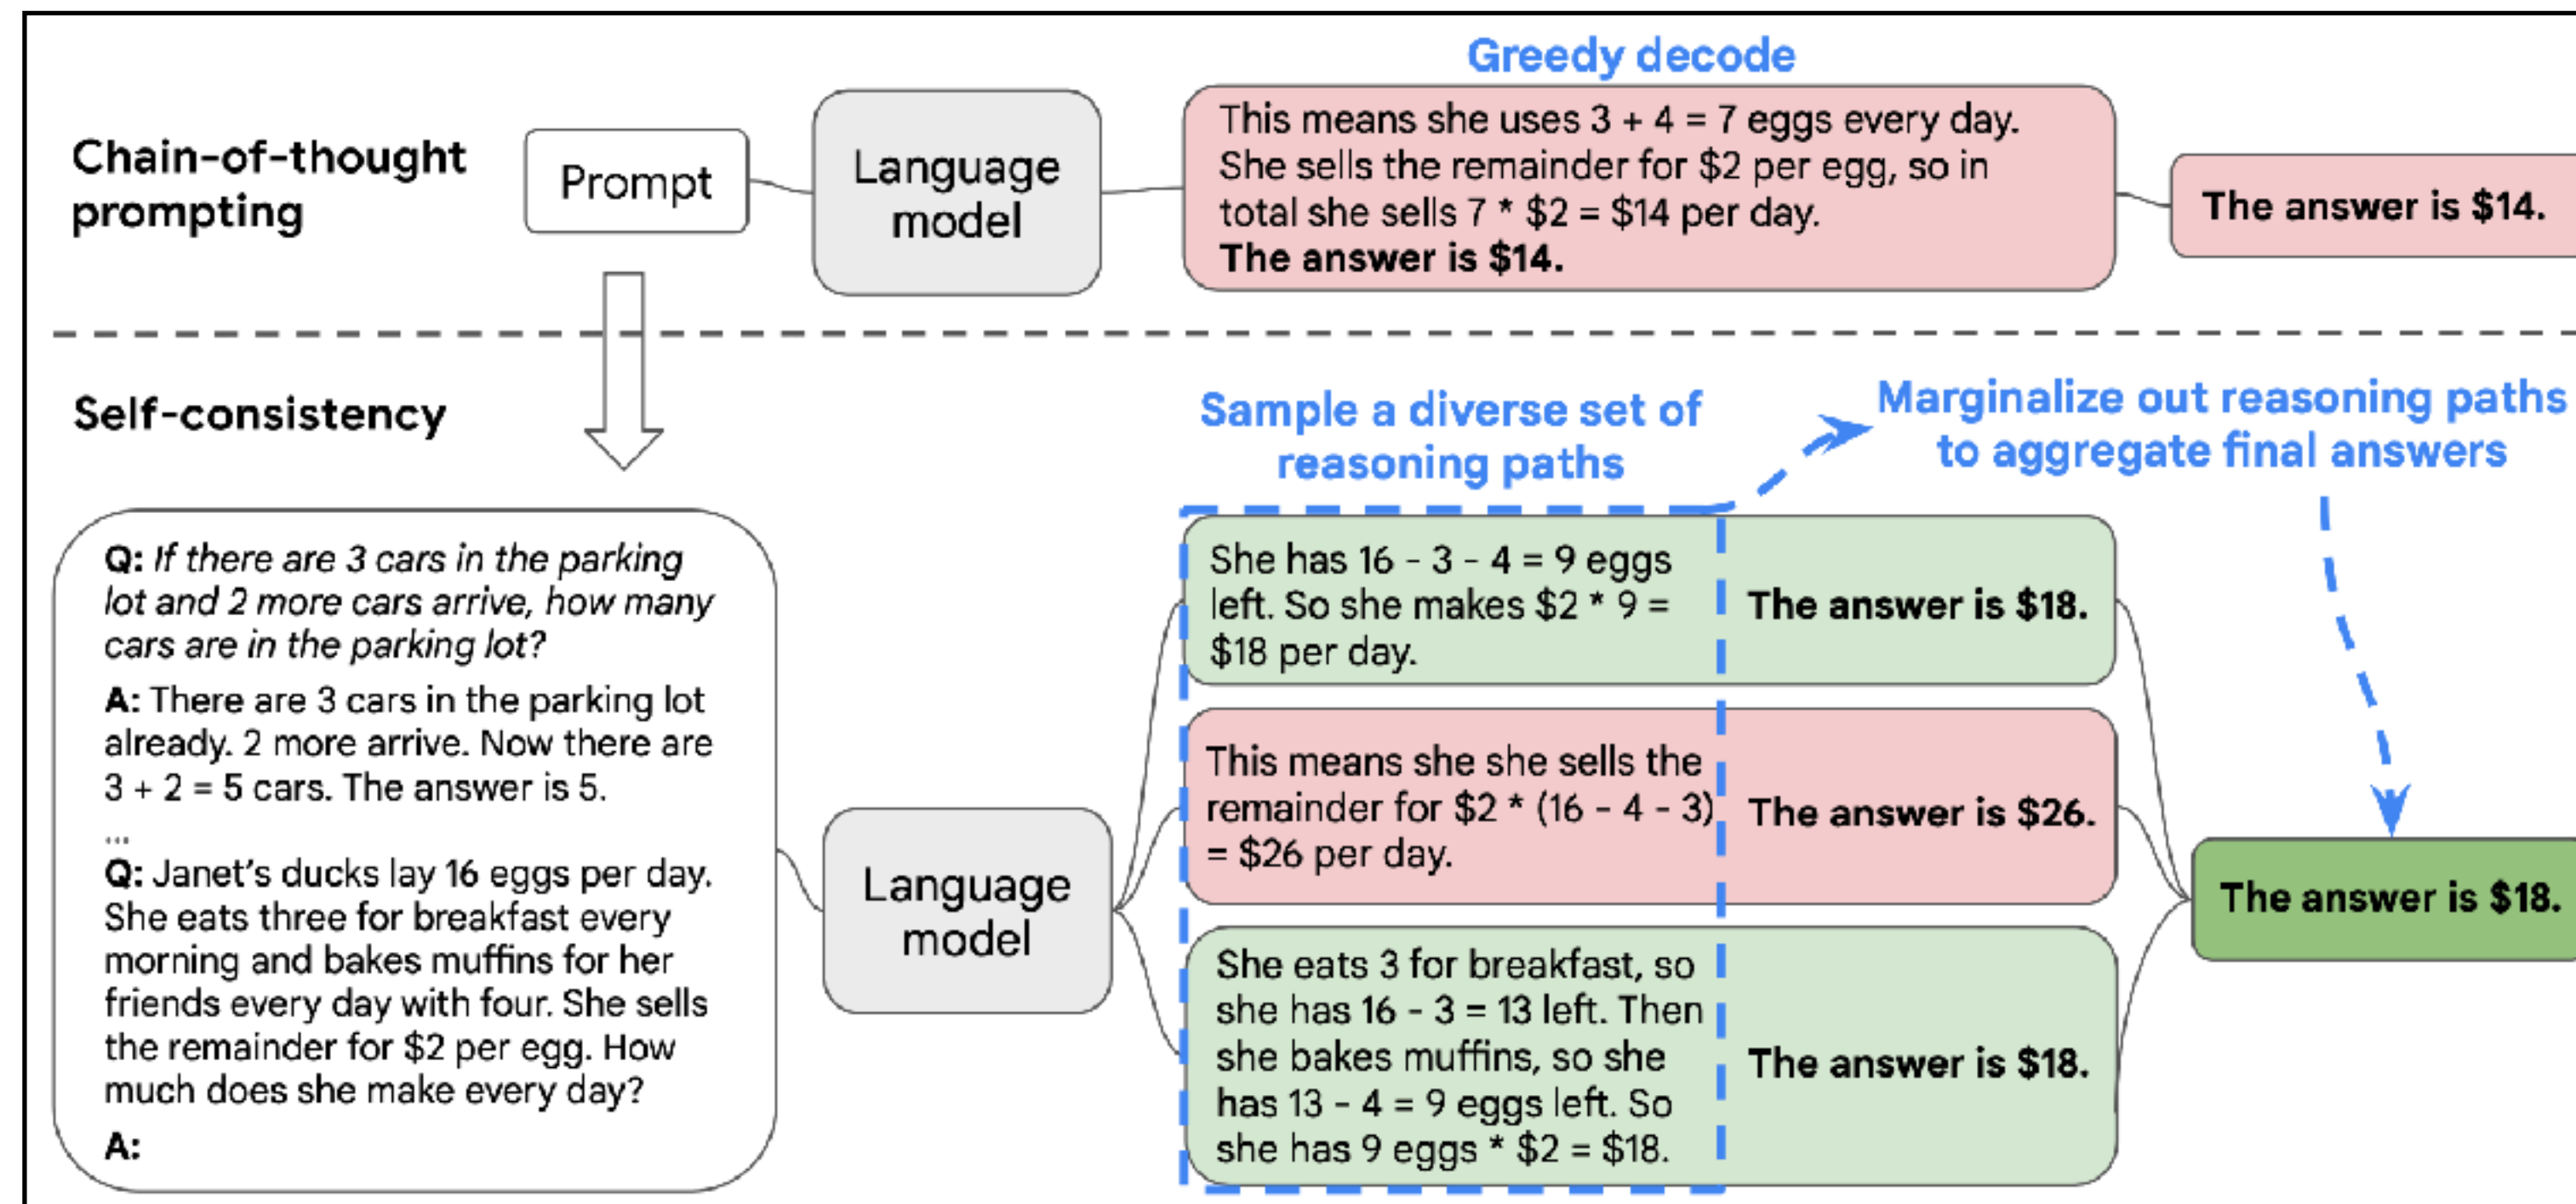 Greedy decode
Chain-of-thought
prompting
Prompt
Language
model
This means she uses 3 + 4 = 7 eggs every day.
She sells the remainder for $2 per egg, so in
total she sells 7 * $2 = $14 per day.
The answer is $14.
The answer is $14.
Self-consistency
Sample a diverse set of
reasoning paths
Marginalize out reasoning paths
to aggregate final answers
Q: If there are 3 cars in the parking
lot and 2 more cars arrive, how many
cars are in the parking lot?
A: There are 3 cars in the parking lot
already. 2 more arrive. Now there are
3 + 2 = 5 cars. The answer is 5.
...
Q: Janet's ducks lay 16 eggs per day.
She eats three for breakfast every
morning and bakes muffins for her
friends every day with four. She sells
the remainder for $2 per egg. How
much does she make every day?
A:
Language
model
She has 16 - 3 - 4 = 9 eggs
left. So she makes $2 * 9 =
$18 per day.
The answer is $18.
This means she she sells the
remainder for $2 * (16 - 4 - 3)
= $26 per day.
The answer is $26.
She eats 3 for breakfast, so
she has 16 - 3 = 13 left. Then
she bakes muffins, so she
has 13 - 4 = 9 eggs left. So
she has 9 eggs * $2 = $18.
The answer is $18.
The answer is $18.